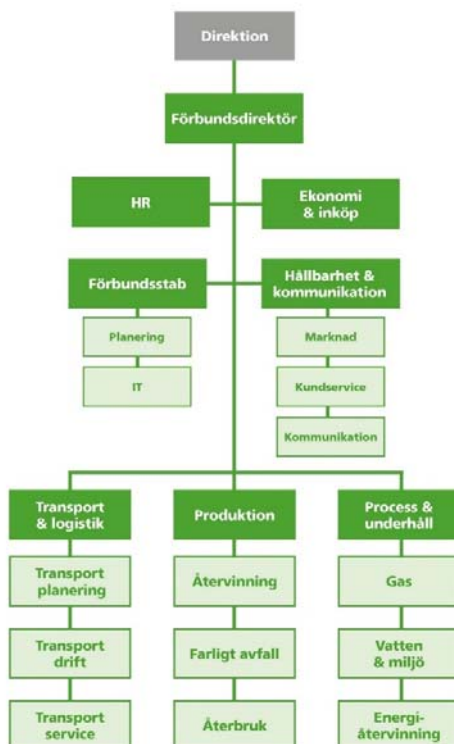 Direktion
Förbundsdirektör
HR
Ekonomi
& inköp
Förbundsstab
Hållbarhet &
kommunikation
Planering
Marknad
IT
Kundservice
Kommunikation
Transport
& logistik
Produktion
Process &
underhåll
Transport
planering
Återvinning
Gas
Transport
drift
Farligt avfall
Vatten
& miljö
Transport
service
Återbruk
Energi-
återvinning